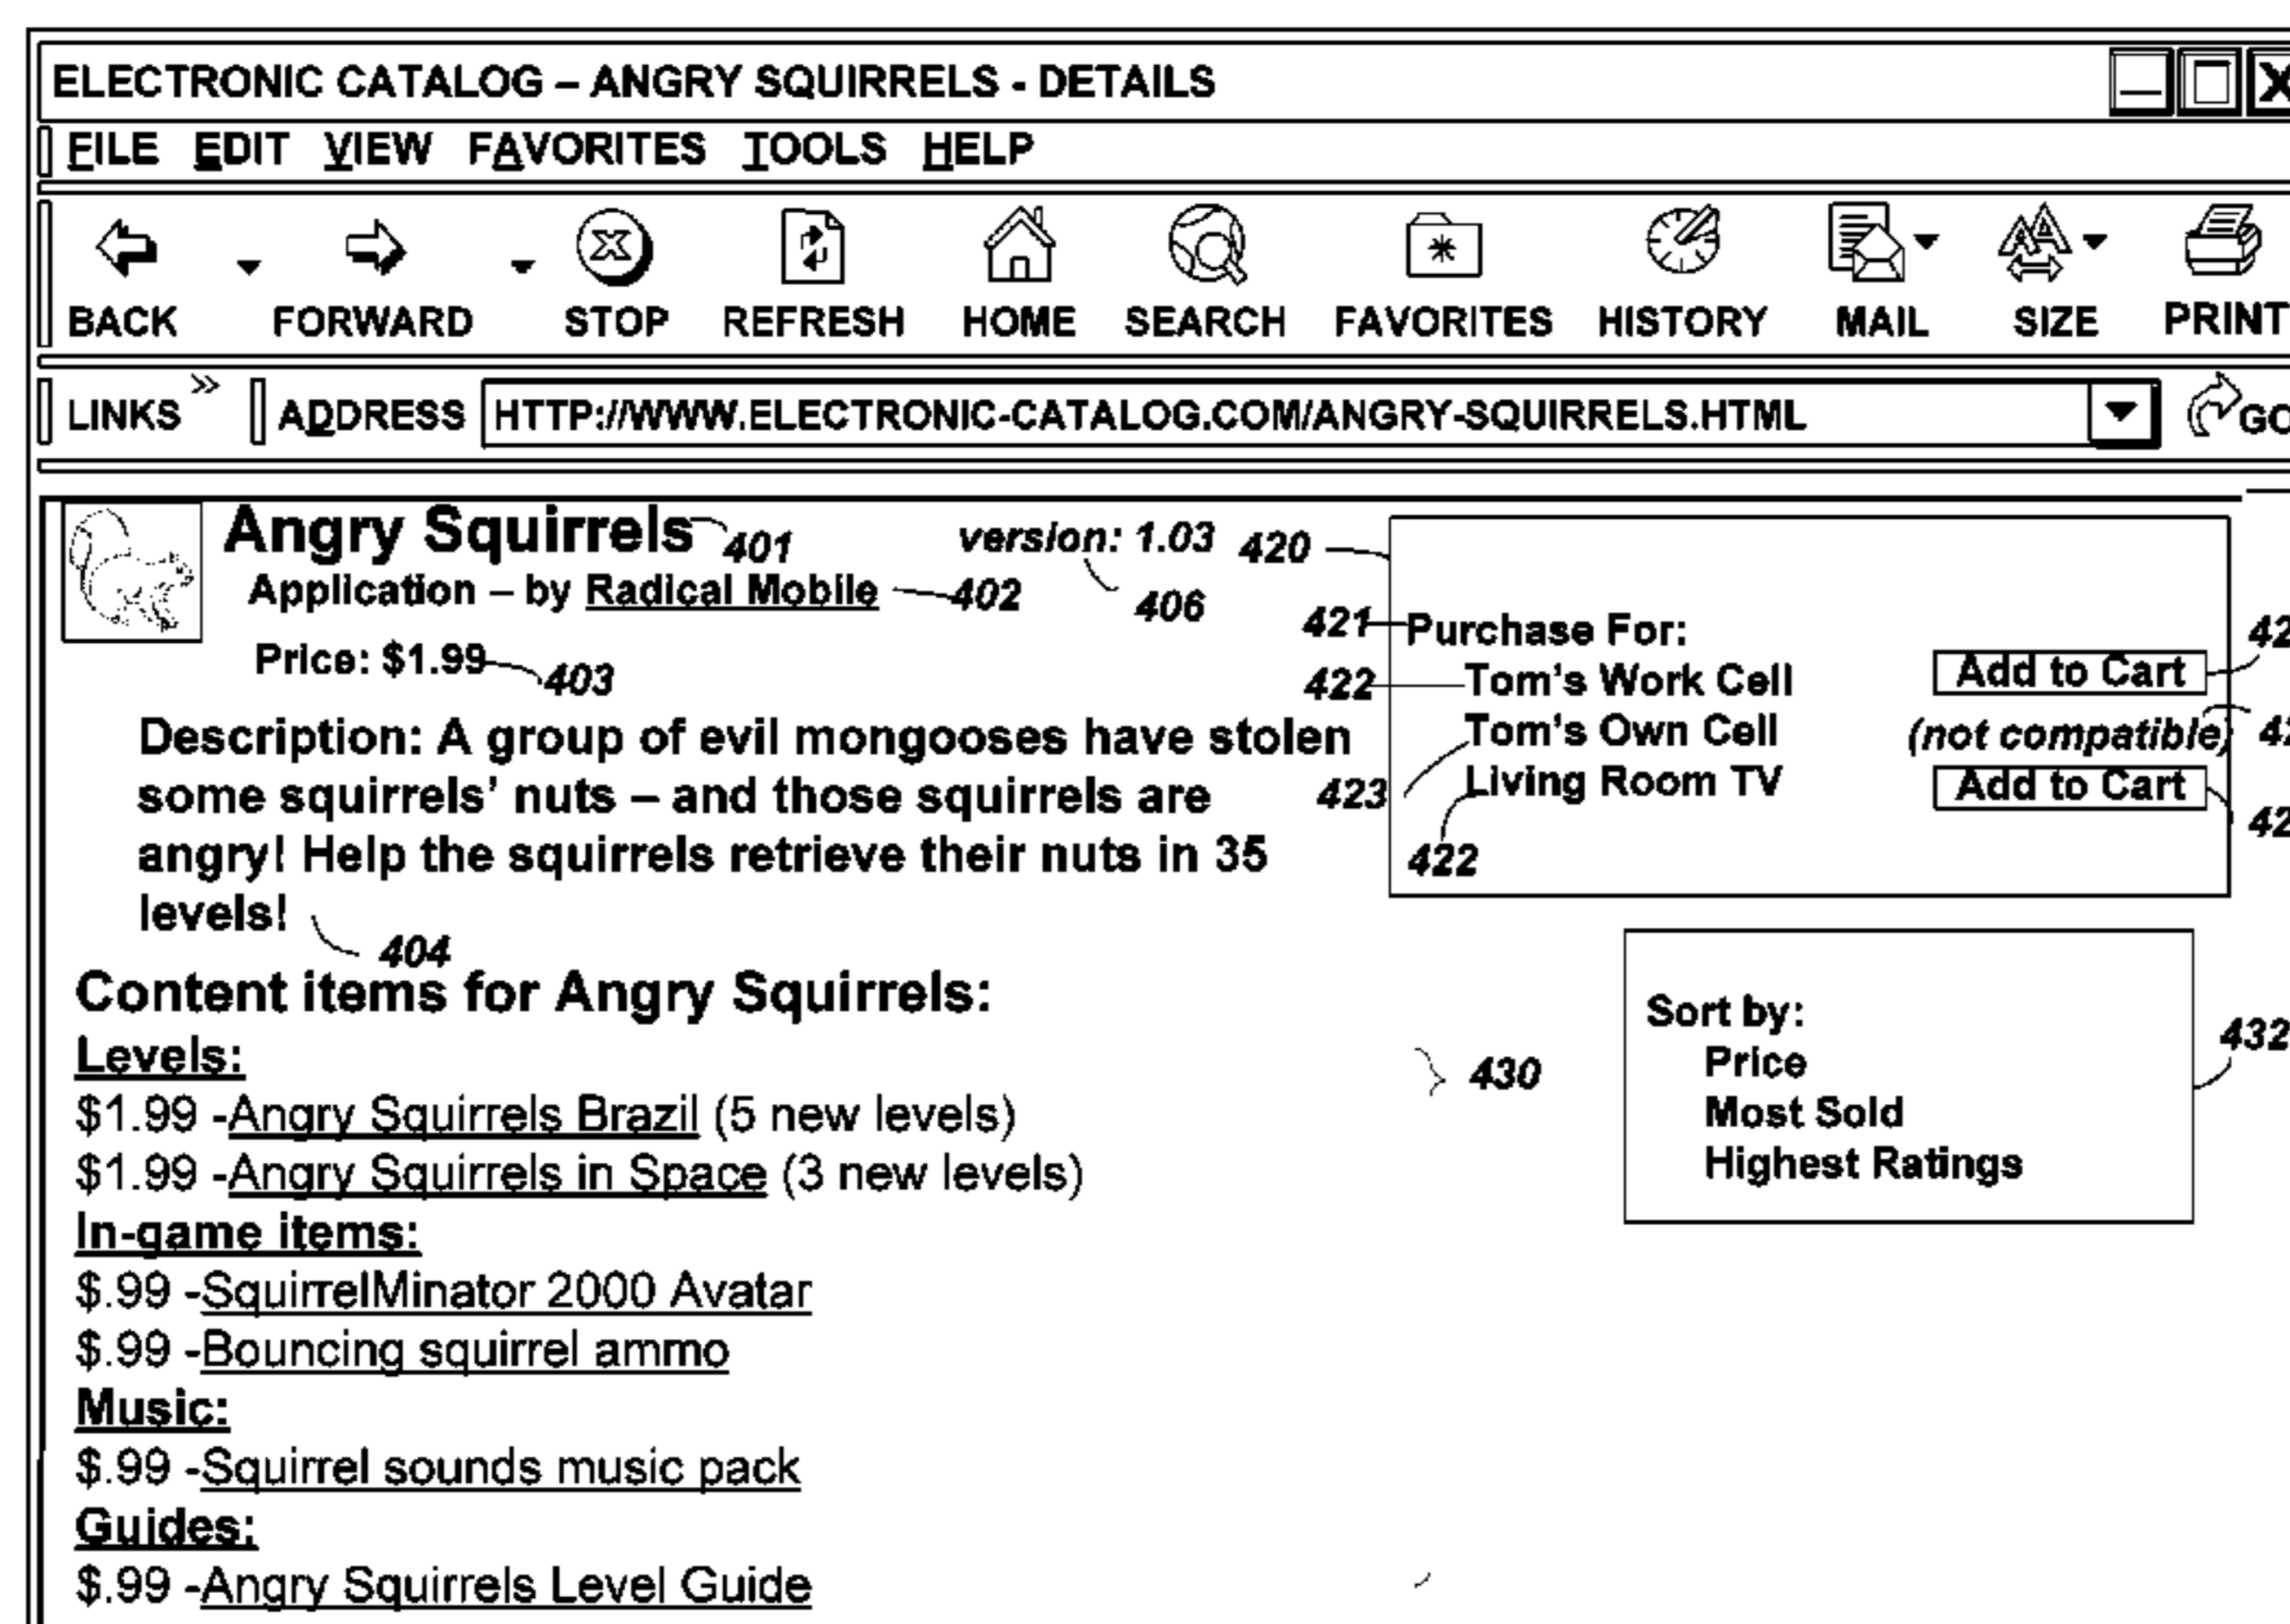 ELECTRONIC CATALOG – ANGRY SQUIRRELS - DETAILS
FILE EDIT VIEW FAVORITES TOOLS HELP
BACK FORWARD STOP REFRESH HOME SEARCH FAVORITES HISTORY MAIL SIZE PRINT
LINKS » ADDRESS HTTP://WWW.ELECTRONIC-CATALOG.COM/ANGRY-SQUIRRELS.HTML GO
Angry Squirrels 401 version: 1.03 420
Application – by Radical Mobile 402 406
Price: $1.99 403
421 Purchase For:
422 Tom's Work Cell Add to Cart
Tom's Own Cell (not compatible)
423 Living Room TV Add to Cart
422
Description: A group of evil mongooses have stolen
some squirrels' nuts – and those squirrels are
angry! Help the squirrels retrieve their nuts in 35
levels! 404
Content items for Angry Squirrels:
Levels:
$1.99 -Angry Squirrels Brazil (5 new levels)
$1.99 -Angry Squirrels in Space (3 new levels)
In-game items:
$.99 -SquirrelMinator 2000 Avatar
$.99 -Bouncing squirrel ammo
Music:
$.99 -Squirrel sounds music pack
Guides:
$.99 -Angry Squirrels Level Guide
430
Sort by:
Price
Most Sold
Highest Ratings
432